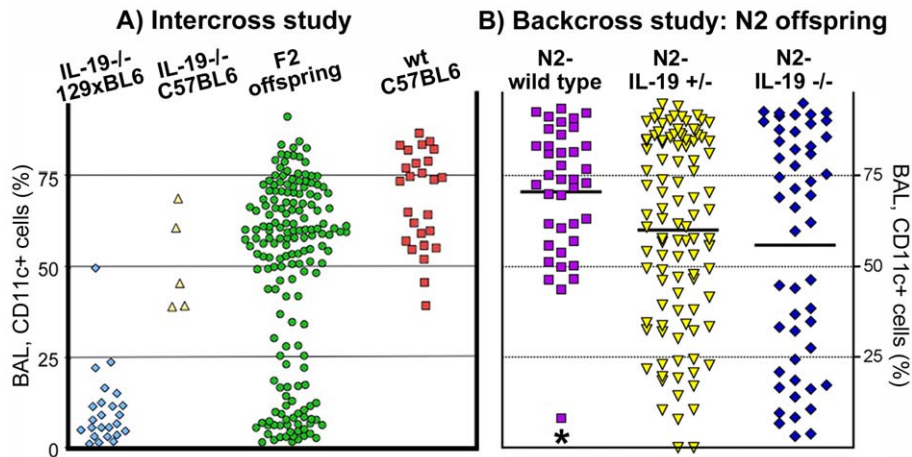 A) Intercross study
IL-19-/-
129xBL6
IL-19-/-
C57BL6
F2
offspring
wt
C57BL6
BAL, CD11c+ cells (%)
75
50
25
0
B) Backcross study: N2 offspring
N2-
wild type
N2-
IL-19 +/-
N2-
IL-19 -/-
75
50
25
BAL, CD11c+ cells (%)
*